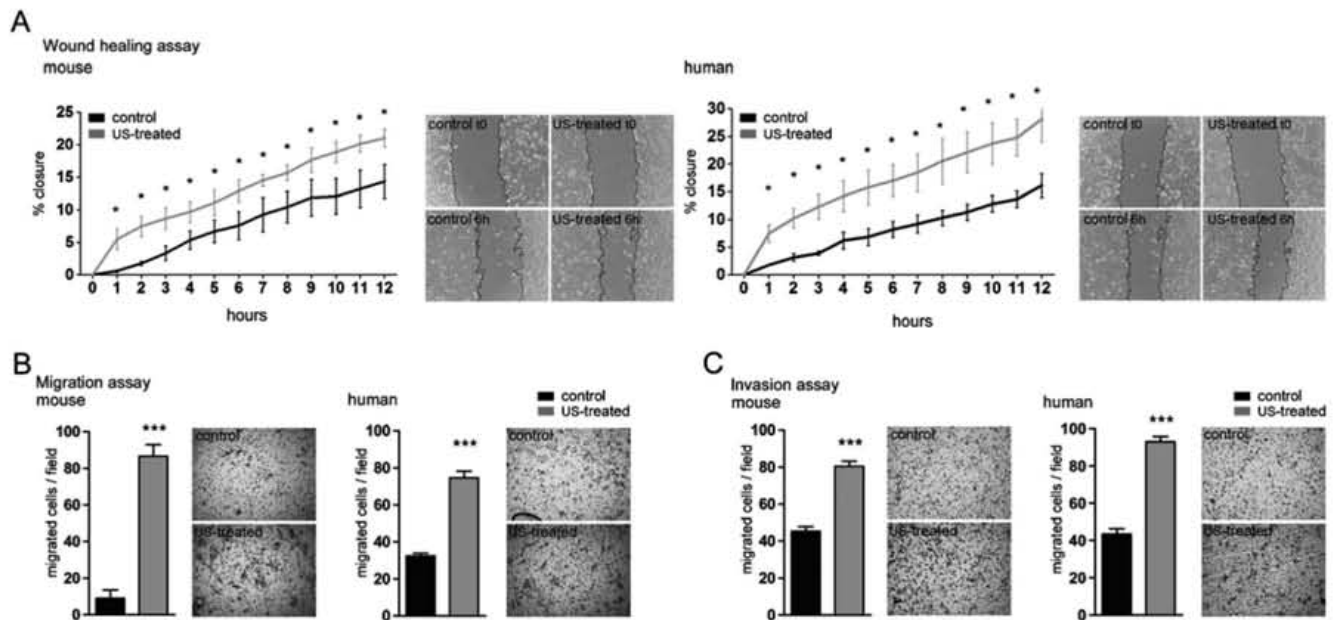 A
Wound healing assay
mouse
control
US-treated
% closure
25
20
15
10
5
0
* * * * * * * * * * * *
0 1 2 3 4 5 6 7 8 9 10 11 12
hours
control t0
US-treated t0
control 6h
US-treated 6h
human
control
US-treated
% closure
30
25
20
15
10
5
0
* * * * * * * * * * * *
0 1 2 3 4 5 6 7 8 9 10 11 12
hours
control t0
US-treated t0
control 6h
US-treated 6h
B
Migration assay
mouse
migrated cells / field
100
80
60
40
20
0
***
control
US-treated
human
control
US-treated
migrated cells / field
100
80
60
40
20
0
***
control
US-treated
C
Invasion assay
mouse
migrated cells / field
100
80
60
40
20
0
***
control
US-treated
human
control
US-treated
migrated cells / field
100
80
60
40
20
0
***
control
US-treated